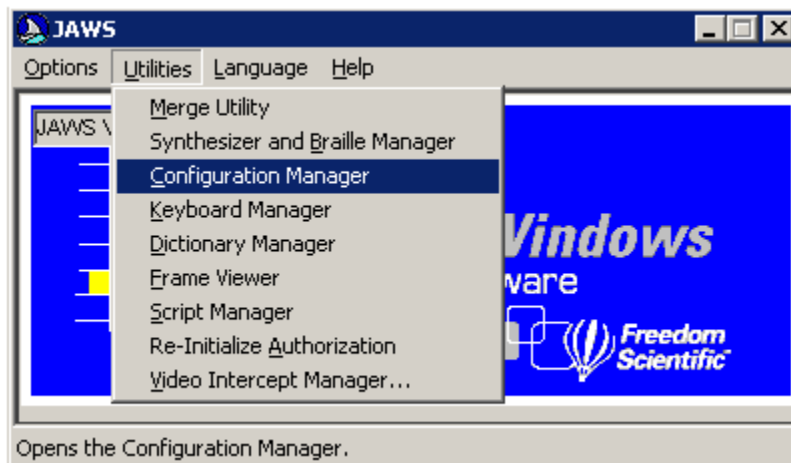 JAWS
Options Utilities Language Help
Merge Utility
Synthesizer and Braille Manager
Configuration Manager
Keyboard Manager
Dictionary Manager
Frame Viewer
Script Manager
Re-Initialize Authorization
Video Intercept Manager...
JAWS
Windows
Freedom
Scientific
Opens the Configuration Manager.